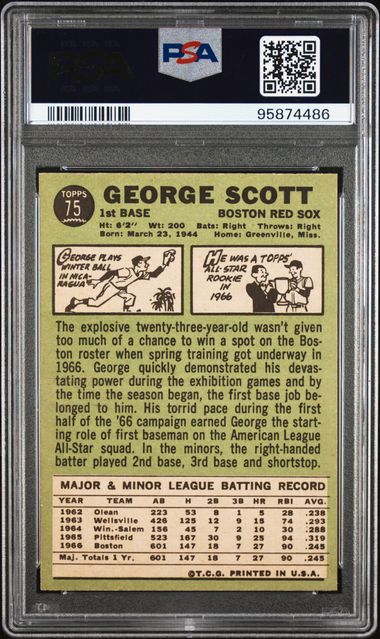 PSA
PSA
95874486
TOPPS
75
GEORGE SCOTT
1st BASE BOSTON RED SOX
Ht: 6'2" Wt: 200 Bats: Right Throws: Right
Born: March 23, 1944 Home: Greenville, Miss.
GEORGE PLAYS
WINTER BALL
IN NICA-
RAGUA
HE WAS A TOPPS
ALL-STAR
ROOKIE
IN
1966
The explosive twenty-three-year-old wasn't given
too much of a chance to win a spot on the Bos-
ton roster when spring training got underway in
1966. George quickly demonstrated his devas-
tating power during the exhibition games and by
the time the season began, the first base job be-
longed to him. His torrid pace during the first
half of the '66 campaign earned George the start-
ing role of first baseman on the American League
All-Star squad. In the minors, the right-handed
batter played 2nd base, 3rd base and shortstop.
MAJOR & MINOR LEAGUE BATTING RECORD
YEAR TEAM AB H 2B 3B HR RBI AVG.
1962 Olean 223 53 8 1 5 28 .238
1963 Wellsville 426 125 12 9 15 74 .293
1964 Win.-Salem 156 45 7 2 10 30 .288
1965 Pittsfield 523 167 30 9 25 94 .319
1966 Boston 601 147 18 7 27 90 .245
Maj. Totals 1 Yr. 601 147 18 7 27 90 .245
©T.C.G. PRINTED IN U.S.A.